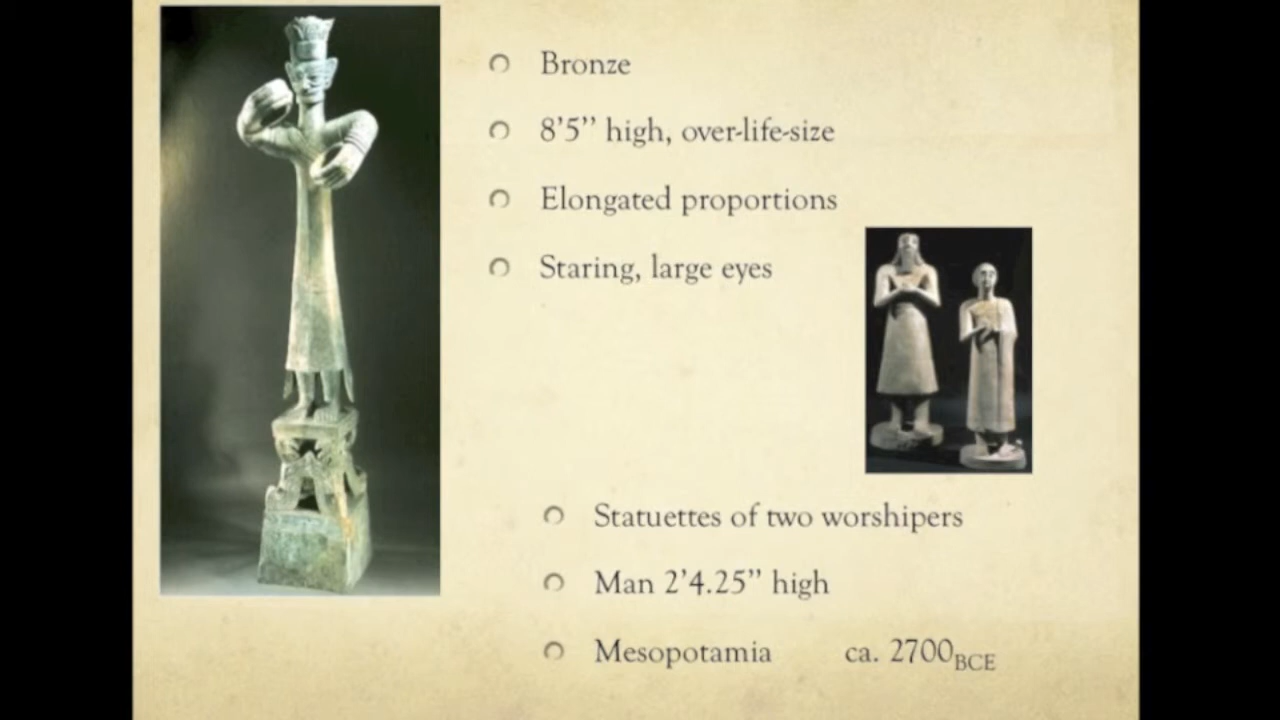 Bronze
8’5’’ high, over-life-size
Elongated proportions
Staring, large eyes
Statuettes of two worshipers
Man 2’4.25’’ high
Mesopotamia ca. 2700BCE